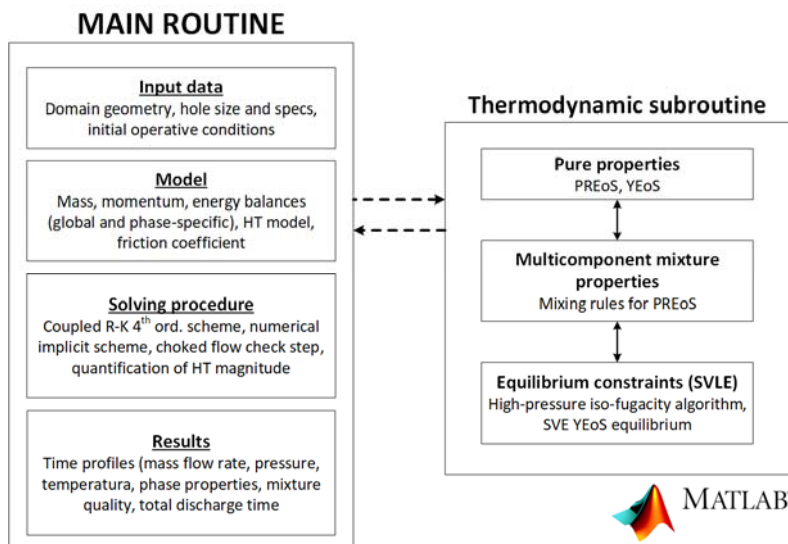 MAIN ROUTINE
Input data
Domain geometry, hole size and specs,
initial operative conditions
Model
Mass, momentum, energy balances
(global and phase-specific), HT model,
friction coefficient
Solving procedure
Coupled R-K 4th ord. scheme, numerical
implicit scheme, choked flow check step,
quantification of HT magnitude
Results
Time profiles (mass flow rate, pressure,
temperatura, phase properties, mixture
quality, total discharge time
Thermodynamic subroutine
Pure properties
PREoS, YEoS
Multicomponent mixture
properties
Mixing rules for PREoS
Equilibrium constraints (SVLE)
High-pressure iso-fugacity algorithm,
SVE YEoS equilibrium
MATLAB